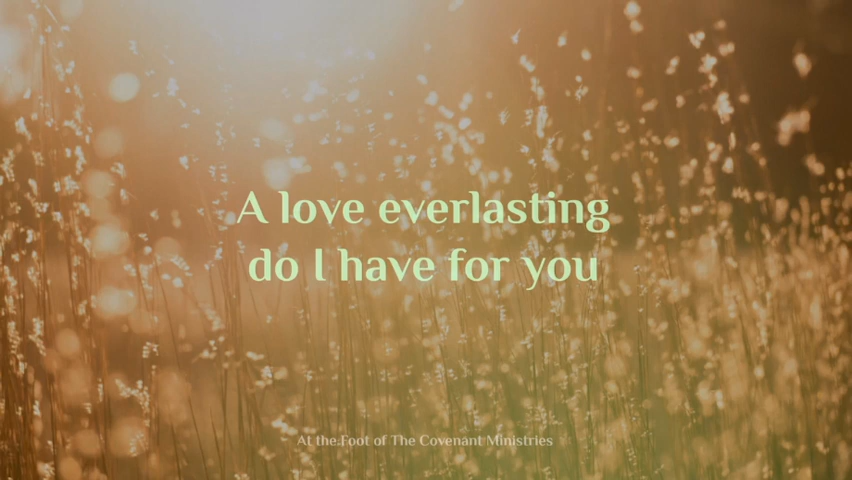 A love everlasting
do I have for you
At the Foot of The Covenant Ministries